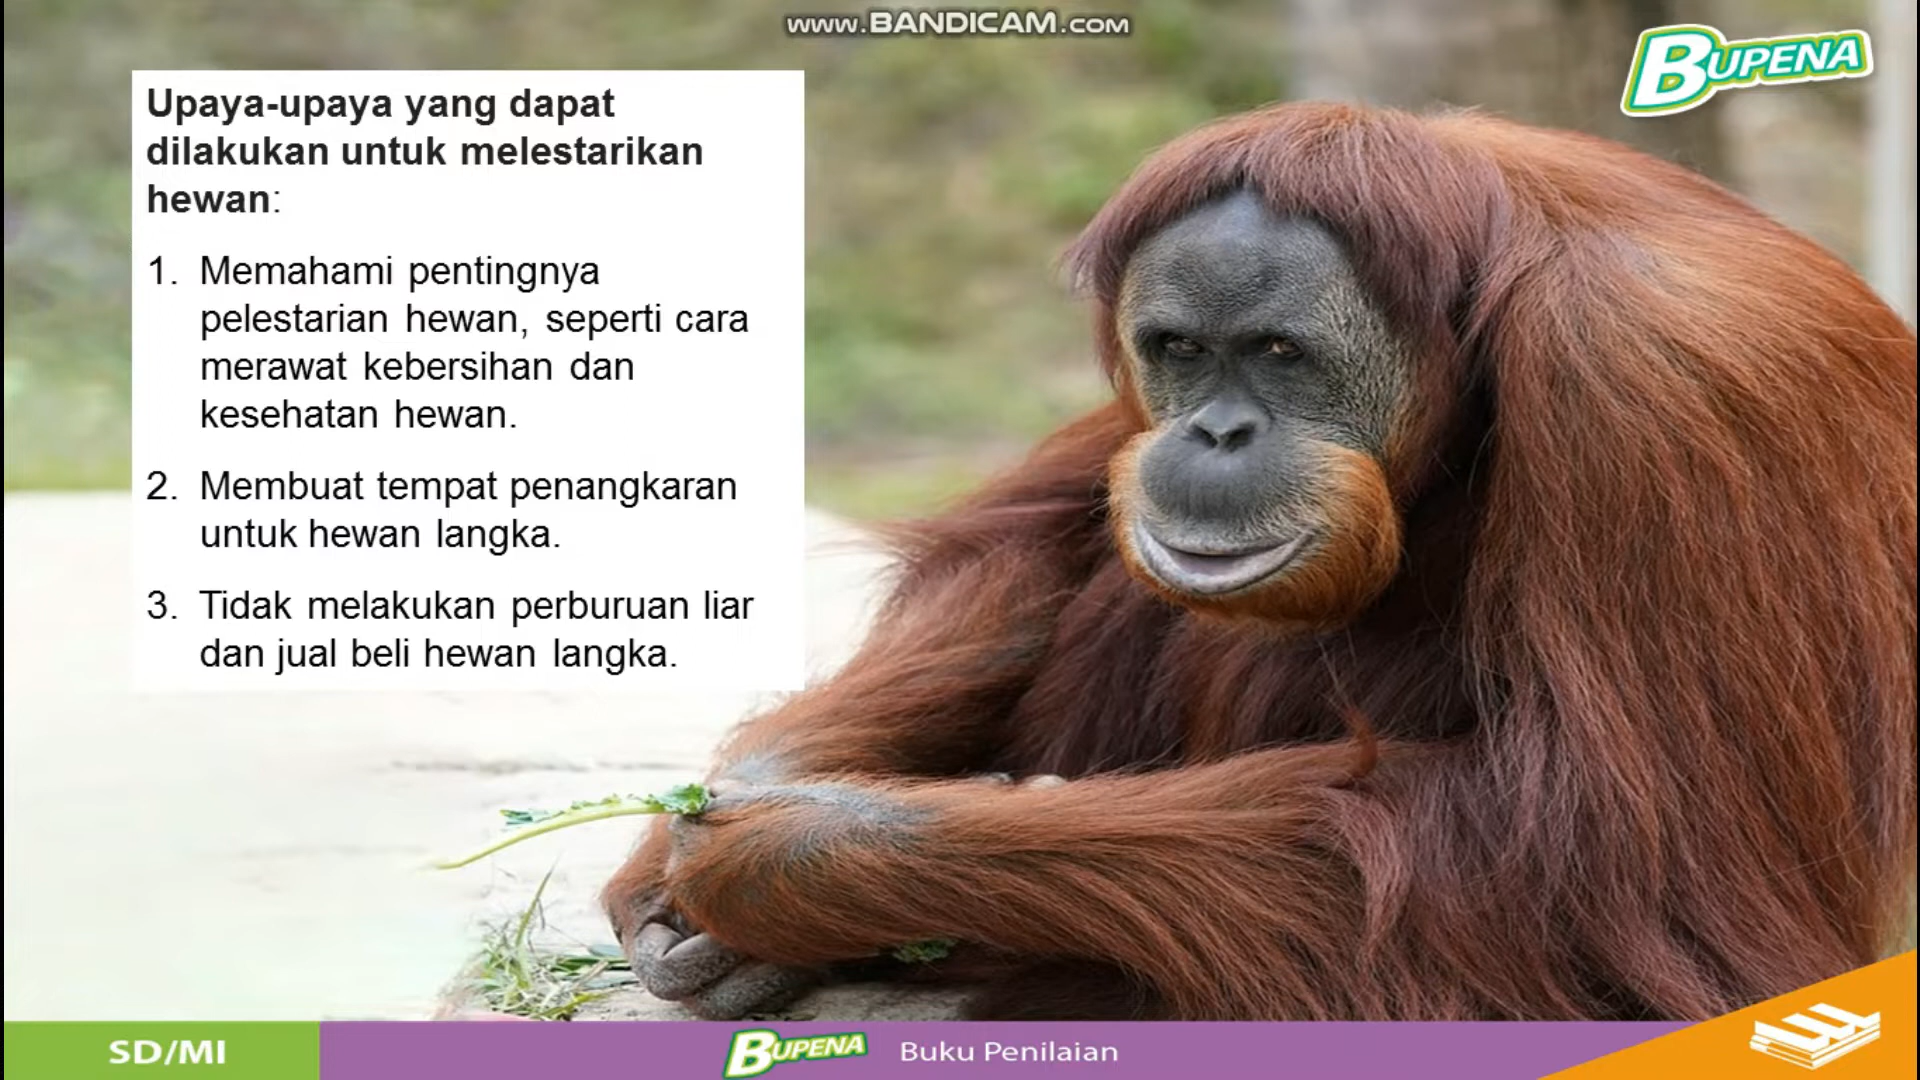 www.BANDICAM.com
BUPENA
Upaya-upaya yang dapat
dilakukan untuk melestarikan
hewan:
1. Memahami pentingnya
pelestarian hewan, seperti cara
merawat kebersihan dan
kesehatan hewan.
2. Membuat tempat penangkaran
untuk hewan langka.
3. Tidak melakukan perburuan liar
dan jual beli hewan langka.
SD/MI
BUPENA Buku Penilaian